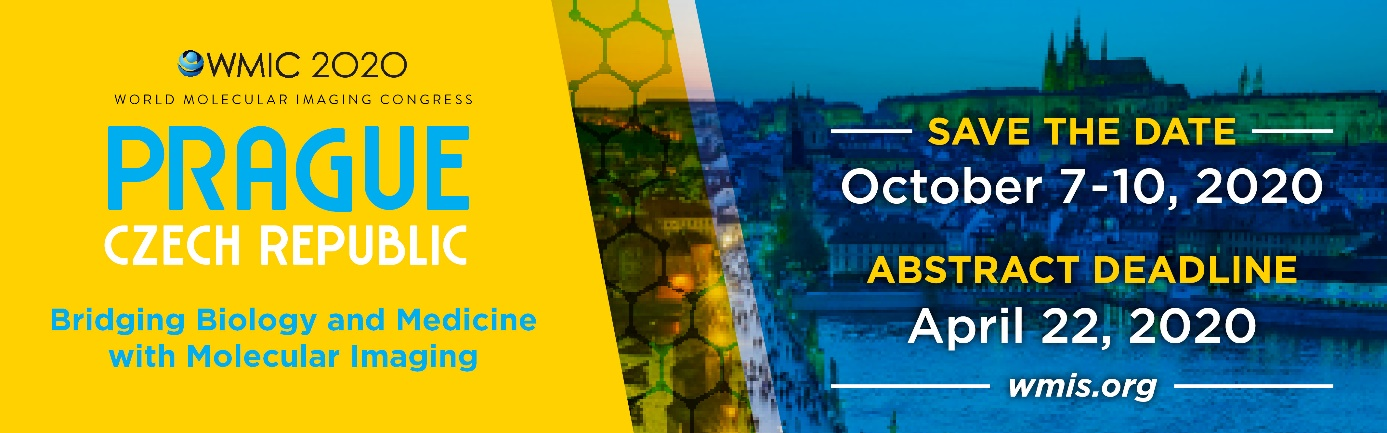 WMIC 2020
WORLD MOLECULAR IMAGING CONGRESS
PRAGUE
CZECH REPUBLIC
Bridging Biology and Medicine
with Molecular Imaging
SAVE THE DATE
October 7-10, 2020
ABSTRACT DEADLINE
April 22, 2020
wmis.org